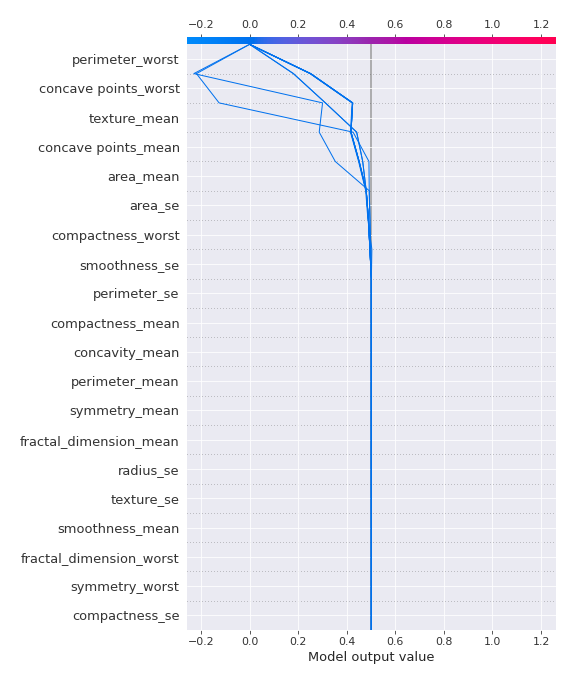 −0.2 0.0 0.2 0.4 0.6 0.8 1.0 1.2
perimeter_worst
concave points_worst
texture_mean
concave points_mean
area_mean
area_se
compactness_worst
smoothness_se
perimeter_se
compactness_mean
concavity_mean
perimeter_mean
symmetry_mean
fractal_dimension_mean
radius_se
texture_se
smoothness_mean
fractal_dimension_worst
symmetry_worst
compactness_se
−0.2 0.0 0.2 0.4 0.6 0.8 1.0 1.2
Model output value